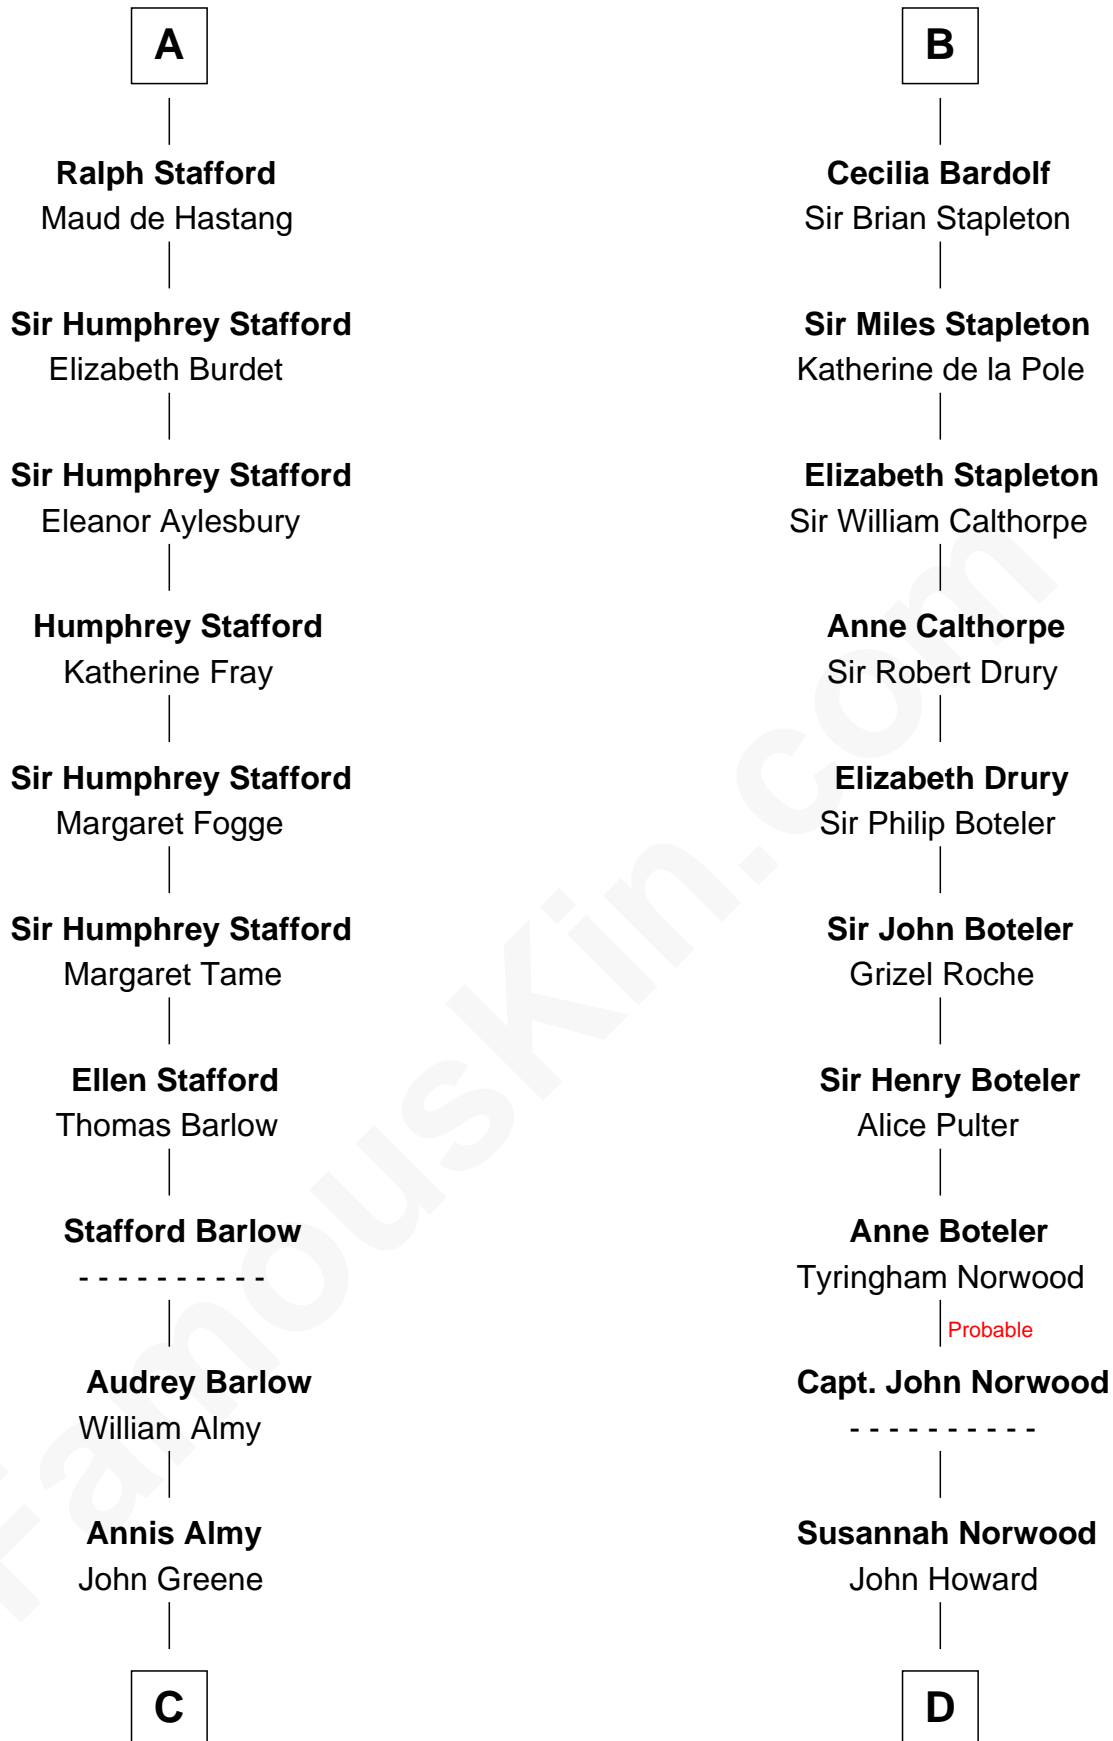 A
Ralph Stafford
Maud de Hastang
Sir Humphrey Stafford
Elizabeth Burdet
Sir Humphrey Stafford
Eleanor Aylesbury
Humphrey Stafford
Katherine Fray
Sir Humphrey Stafford
Margaret Fogge
Sir Humphrey Stafford
Margaret Tame
Ellen Stafford
Thomas Barlow
Stafford Barlow
- - - - - - - - - -
Audrey Barlow
William Almy
Annis Almy
John Greene
C
B
Cecilia Bardolf
Sir Brian Stapleton
Sir Miles Stapleton
Katherine de la Pole
Elizabeth Stapleton
Sir William Calthorpe
Anne Calthorpe
Sir Robert Drury
Elizabeth Drury
Sir Philip Boteler
Sir John Boteler
Grizel Roche
Sir Henry Boteler
Alice Pulter
Anne Boteler
Tyringham Norwood
Probable
Capt. John Norwood
- - - - - - - - - -
Susannah Norwood
John Howard
D
FamousKin.com